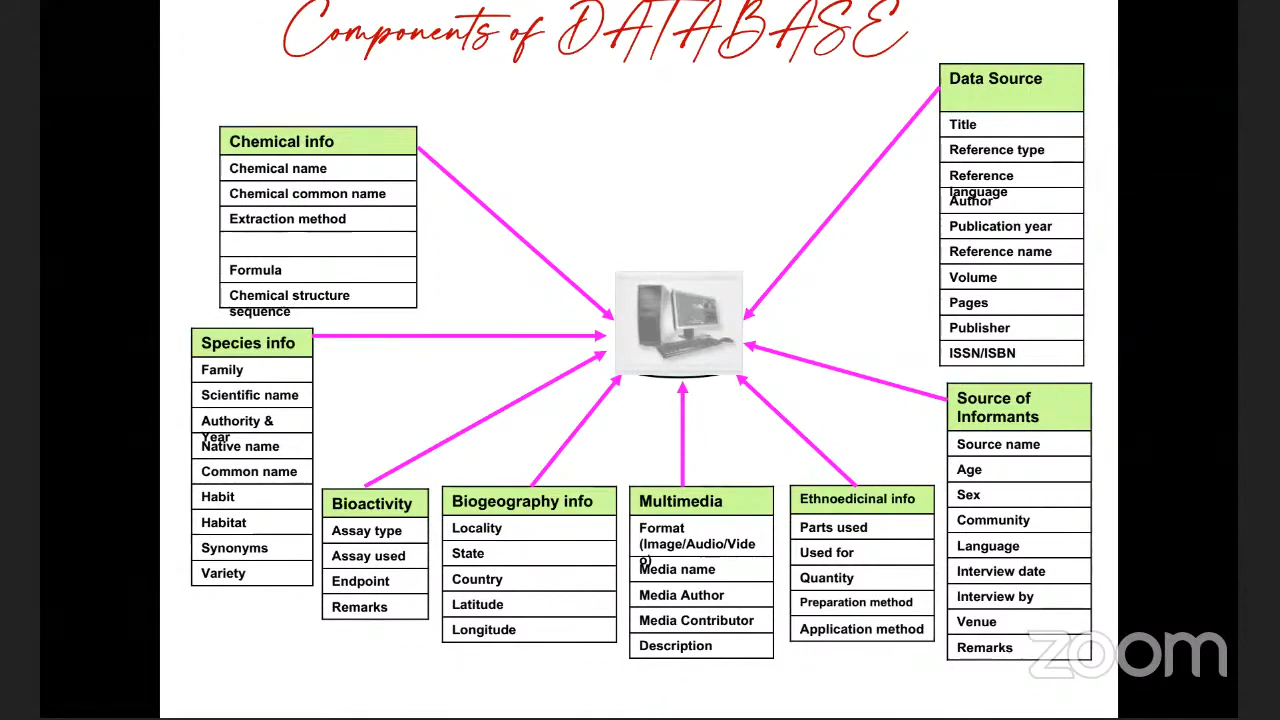 Components of DATABASE
Data Source
Title
Reference type
Reference
language
Author
Publication year
Reference name
Volume
Pages
Publisher
ISSN/ISBN
Chemical info
Chemical name
Chemical common name
Extraction method
Formula
Chemical structure
sequence
Species info
Family
Scientific name
Authority &
Year
Native name
Common name
Habit
Habitat
Synonyms
Variety
Bioactivity
Assay type
Assay used
Endpoint
Remarks
Biogeography info
Locality
State
Country
Latitude
Longitude
Multimedia
Format
(Image/Audio/Vide
o)
Media name
Media Author
Media Contributor
Description
Ethnoedicinal info
Parts used
Used for
Quantity
Preparation method
Application method
Source of
Informants
Source name
Age
Sex
Community
Language
Interview date
Interview by
Venue
Remarks
zoom